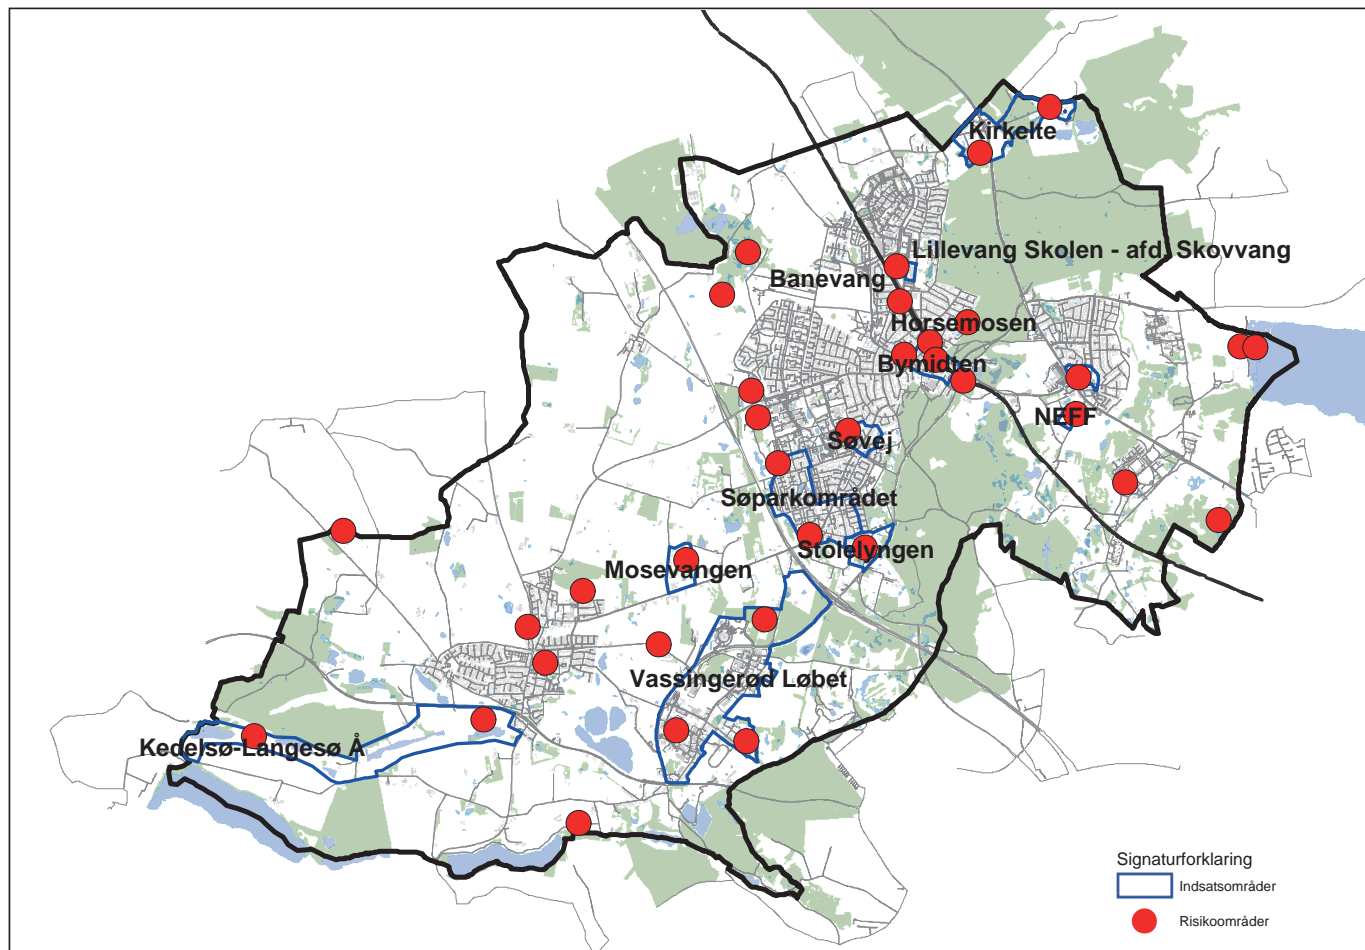 Kirkelte
Lillevang Skolen - afd. Skovvang
Banevang
Horsemosen
Bymidten
NEFF
Søvej
Søparkområdet
Stolelyngen
Mosevangen
Vassingerød Løbet
Kedelsø-Langesø Å
Signaturforklaring
Indsatsområder
Risikoområder